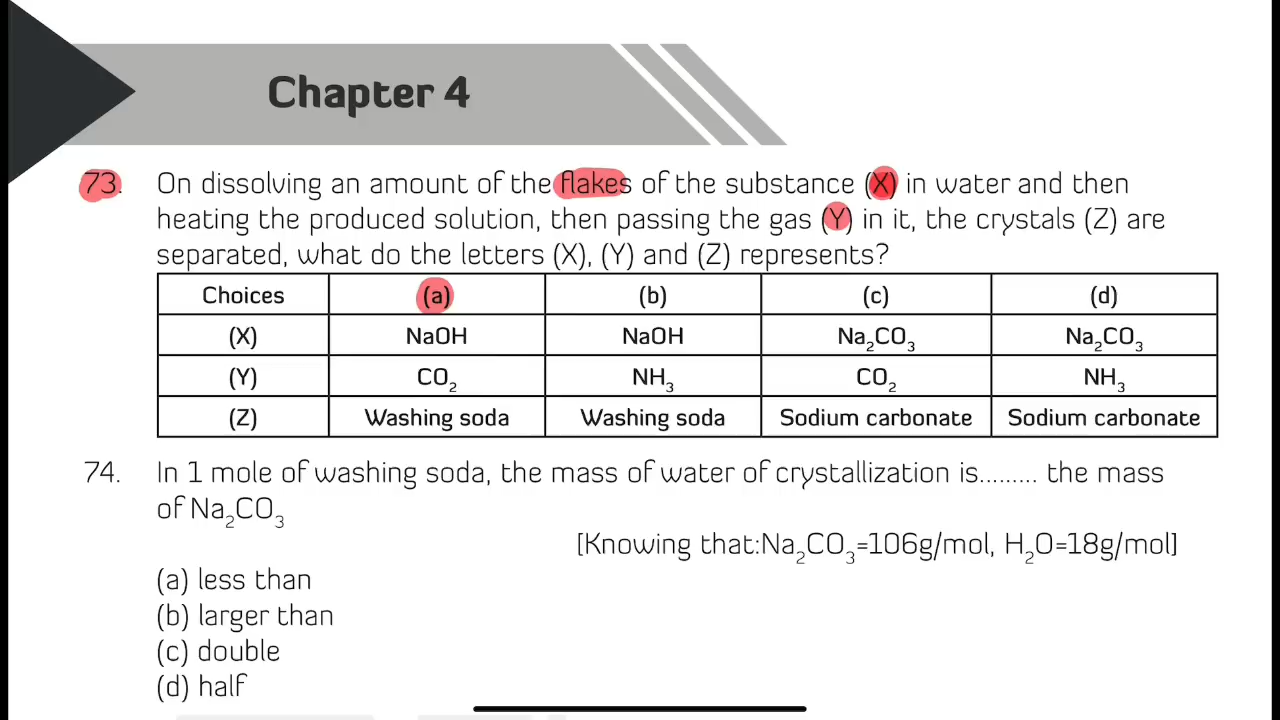 Chapter 4
73. On dissolving an amount of the flakes of the substance (X) in water and then
heating the produced solution, then passing the gas (Y) in it, the crystals (Z) are
separated, what do the letters (X), (Y) and (Z) represents?
Choices (a) (b) (c) (d)
(X) NaOH NaOH Na₂CO₃ Na₂CO₃
(Y) CO₂ NH₃ CO₂ NH₃
(Z) Washing soda Washing soda Sodium carbonate Sodium carbonate
74. In 1 mole of washing soda, the mass of water of crystallization is......... the mass
of Na₂CO₃
[Knowing that:Na₂CO₃=106g/mol, H₂O=18g/mol]
(a) less than
(b) larger than
(c) double
(d) half